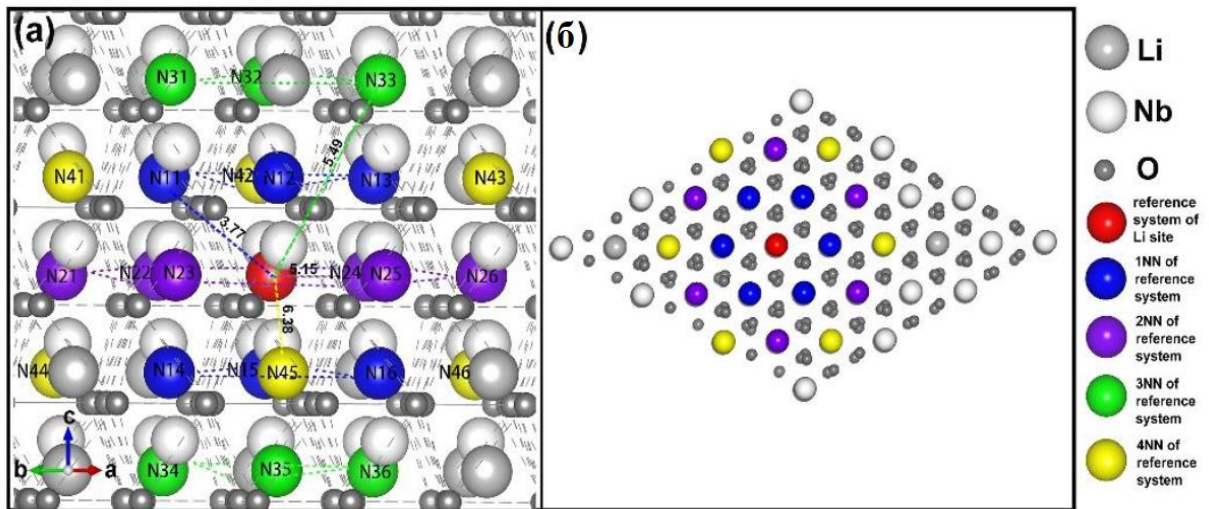 (а)
(б)
N31 N32 N33
5.49
N41 N11 N42 N12 N13 N43
3.77
5.15
N21 N22 N23 N24 N25 N26
6.38
N44 N14 N15 N45 N16 N46
c
b a
N34 N35 N36
Li
Nb
O
reference
system of
Li site
1NN of
reference
system
2NN of
reference
system
3NN of
reference
system
4NN of
reference
system